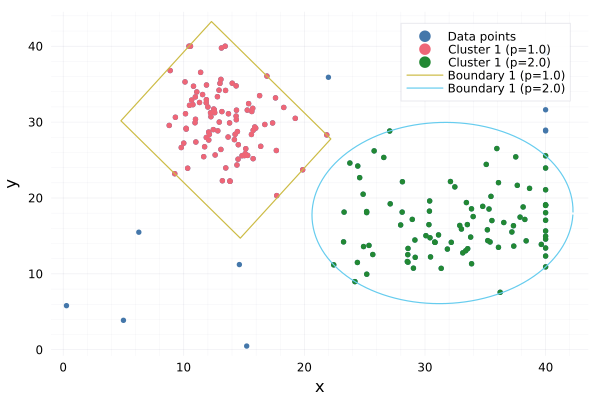 Data points
Cluster 1 (p=1.0)
Cluster 1 (p=2.0)
Boundary 1 (p=1.0)
Boundary 1 (p=2.0)
40
30
20
10
0
y
0 10 20 30 40
x